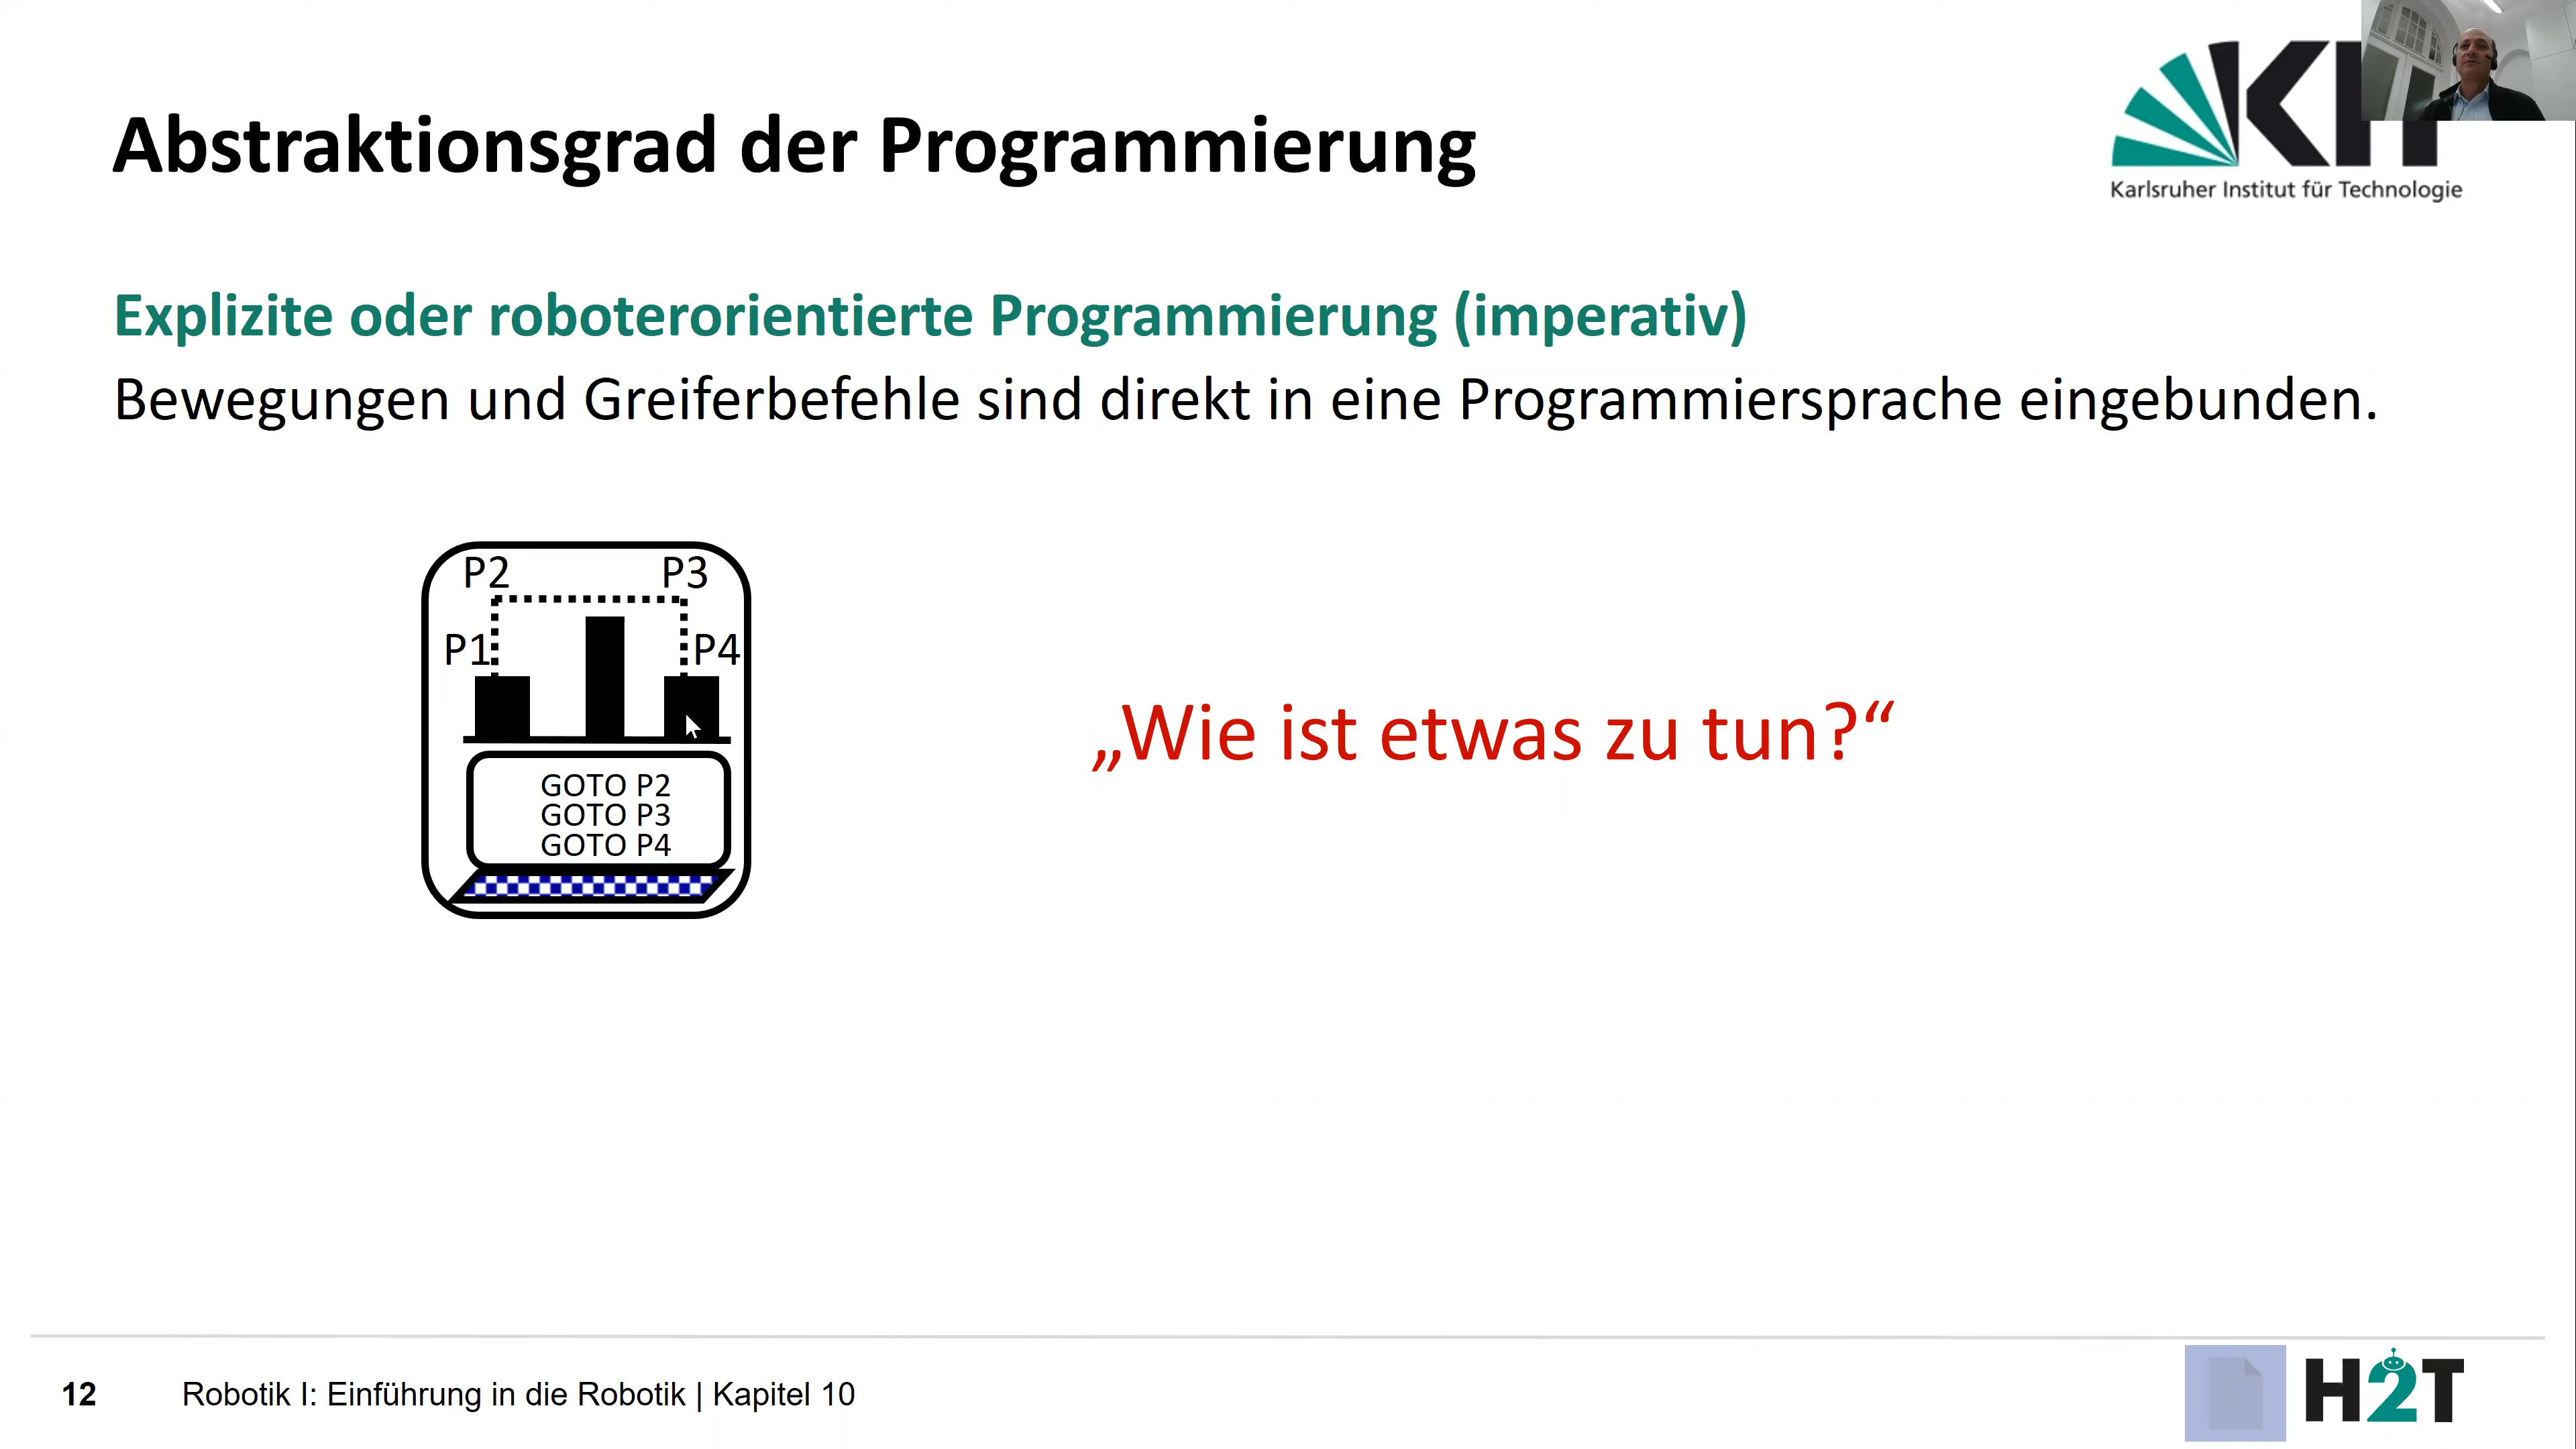 Abstraktionsgrad der Programmierung
Karlsruher Institut für Technologie
Explizite oder roboterorientierte Programmierung (imperativ)
Bewegungen und Greiferbefehle sind direkt in eine Programmiersprache eingebunden.
P2 P3
P1 P4
GOTO P2
GOTO P3
GOTO P4
„Wie ist etwas zu tun?“
12 Robotik I: Einführung in die Robotik | Kapitel 10
H2T